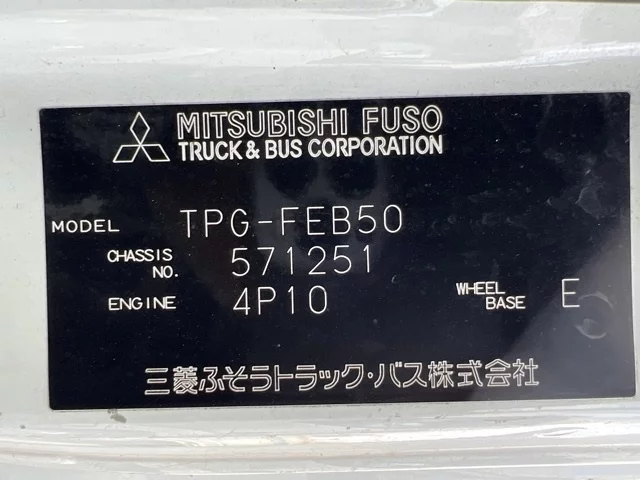 MITSUBISHI FUSO
TRUCK & BUS CORPORATION
MODEL TPG-FEB50
CHASSIS NO. 571251
ENGINE 4P10 WHEEL BASE E
三菱ふそうトラック・バス株式会社